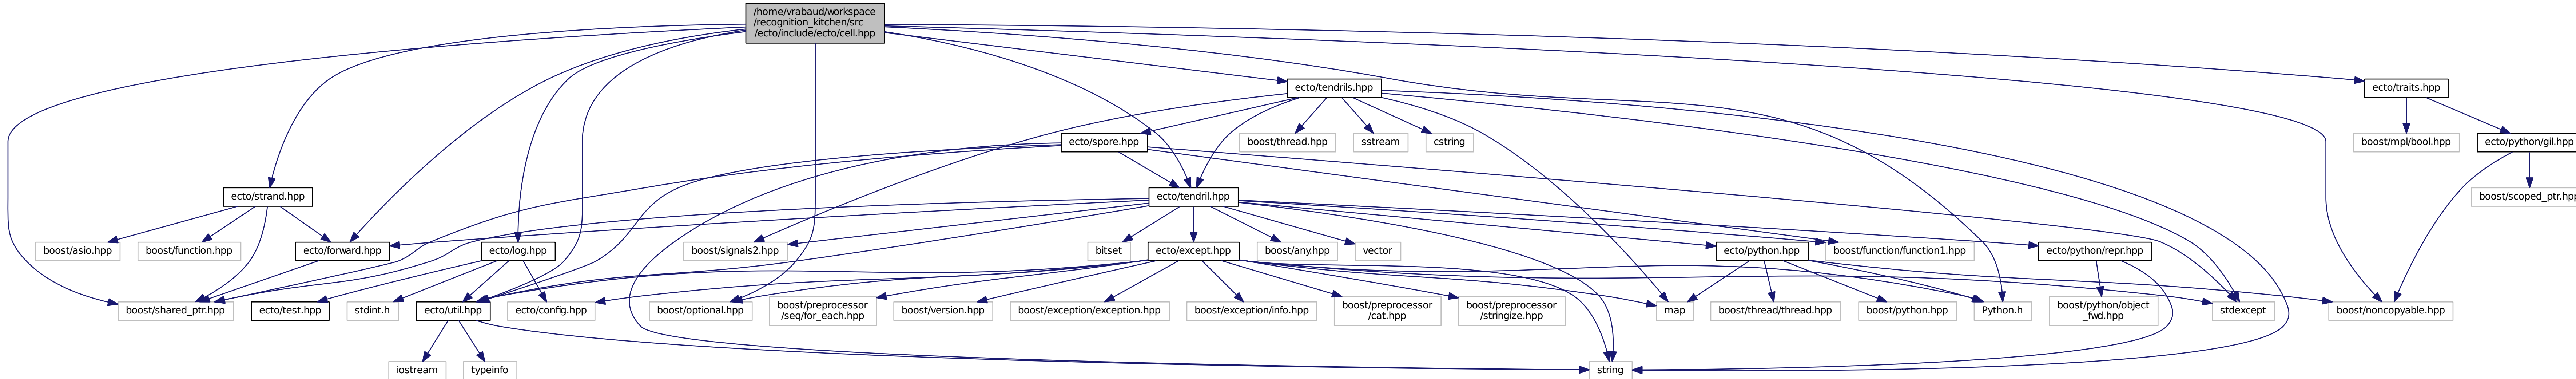 /home/vrabaud/workspace
/recognition_kitchen/src
/ecto/include/ecto/cell.hpp
ecto/tendrils.hpp
ecto/traits.hpp
ecto/spore.hpp
boost/thread.hpp
sstream
cstring
boost/mpl/bool.hpp
ecto/python/gil.hpp
ecto/strand.hpp
ecto/tendril.hpp
boost/scoped_ptr.hpp
boost/asio.hpp
boost/function.hpp
ecto/forward.hpp
ecto/log.hpp
boost/signals2.hpp
bitset
ecto/except.hpp
boost/any.hpp
vector
ecto/python.hpp
boost/function/function1.hpp
ecto/python/repr.hpp
boost/shared_ptr.hpp
ecto/test.hpp
stdint.h
ecto/util.hpp
ecto/config.hpp
boost/optional.hpp
boost/preprocessor
/seq/for_each.hpp
boost/version.hpp
boost/exception/exception.hpp
boost/exception/info.hpp
boost/preprocessor
/cat.hpp
boost/preprocessor
/stringize.hpp
map
boost/thread/thread.hpp
boost/python.hpp
Python.h
boost/python/object
_fwd.hpp
stdexcept
boost/noncopyable.hpp
iostream
typeinfo
string